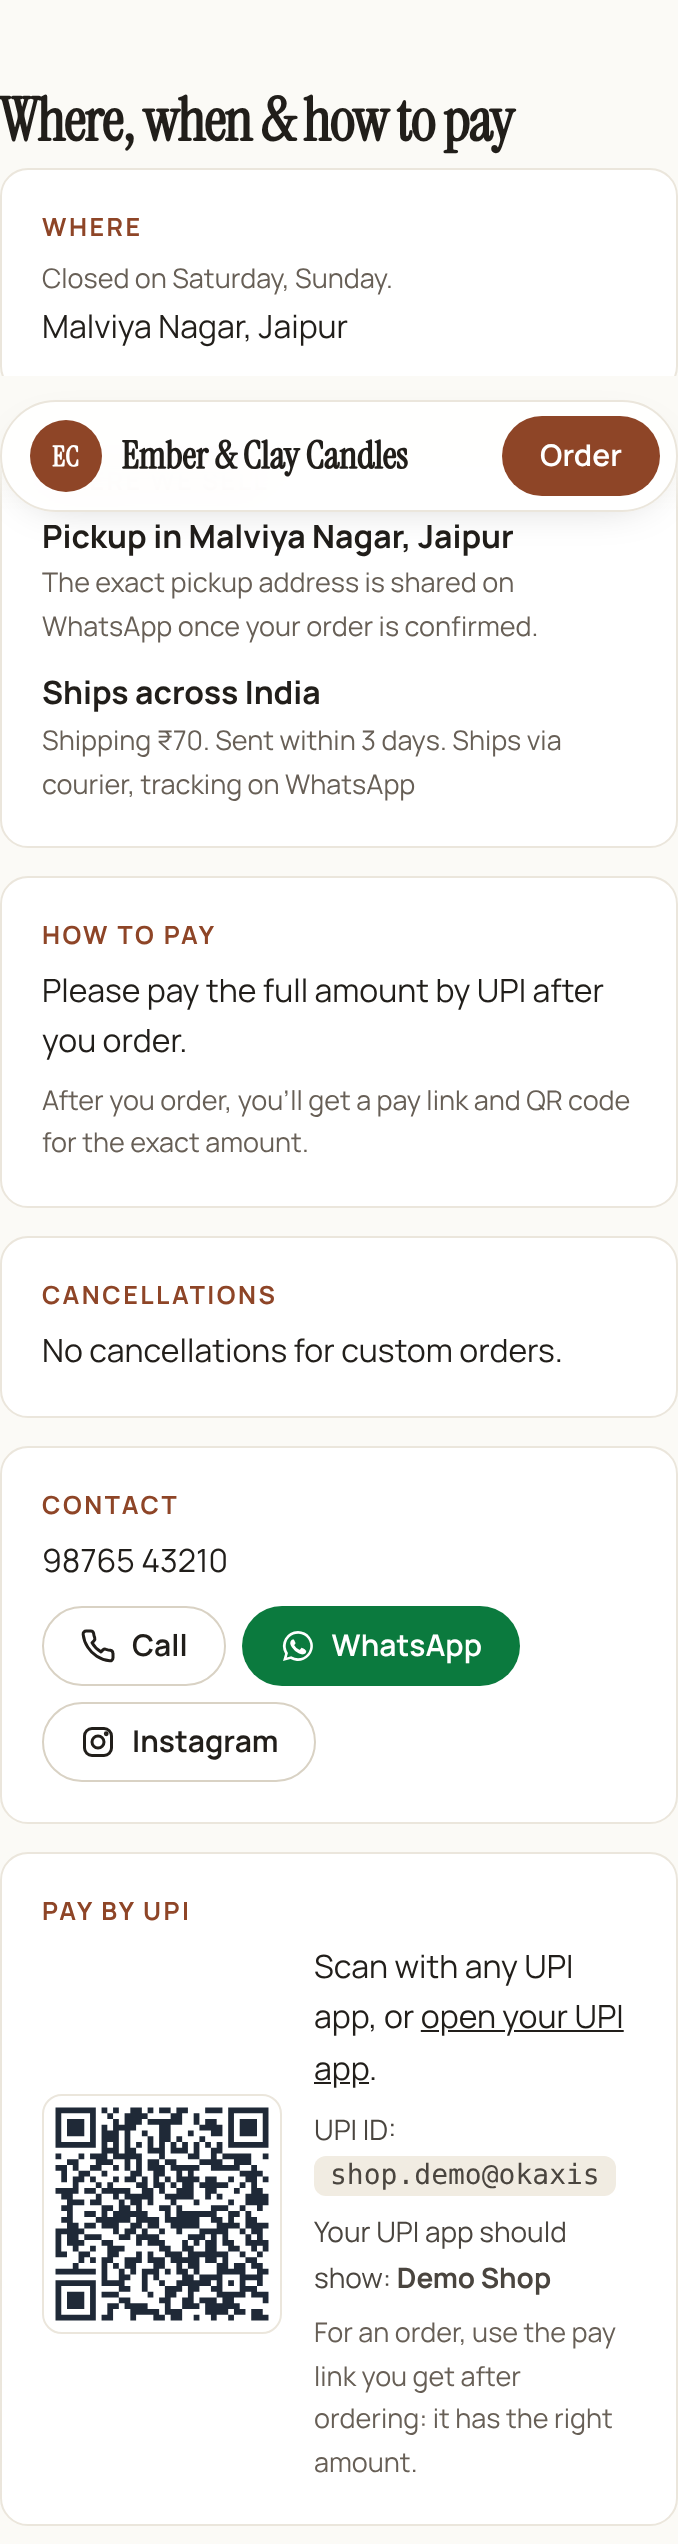 Where, when & how to pay
WHERE
Closed on Saturday, Sunday.
Malviya Nagar, Jaipur
EC
Ember & Clay Candles
Order
Pickup in Malviya Nagar, Jaipur
The exact pickup address is shared on
WhatsApp once your order is confirmed.
Ships across India
Shipping ₹70. Sent within 3 days. Ships via
courier, tracking on WhatsApp
HOW TO PAY
Please pay the full amount by UPI after
you order.
After you order, you’ll get a pay link and QR code
for the exact amount.
CANCELLATIONS
No cancellations for custom orders.
CONTACT
98765 43210
Call
WhatsApp
Instagram
PAY BY UPI
Scan with any UPI
app, or open your UPI
app.
UPI ID:
shop.demo@okaxis
Your UPI app should
show: Demo Shop
For an order, use the pay
link you get after
ordering: it has the right
amount.